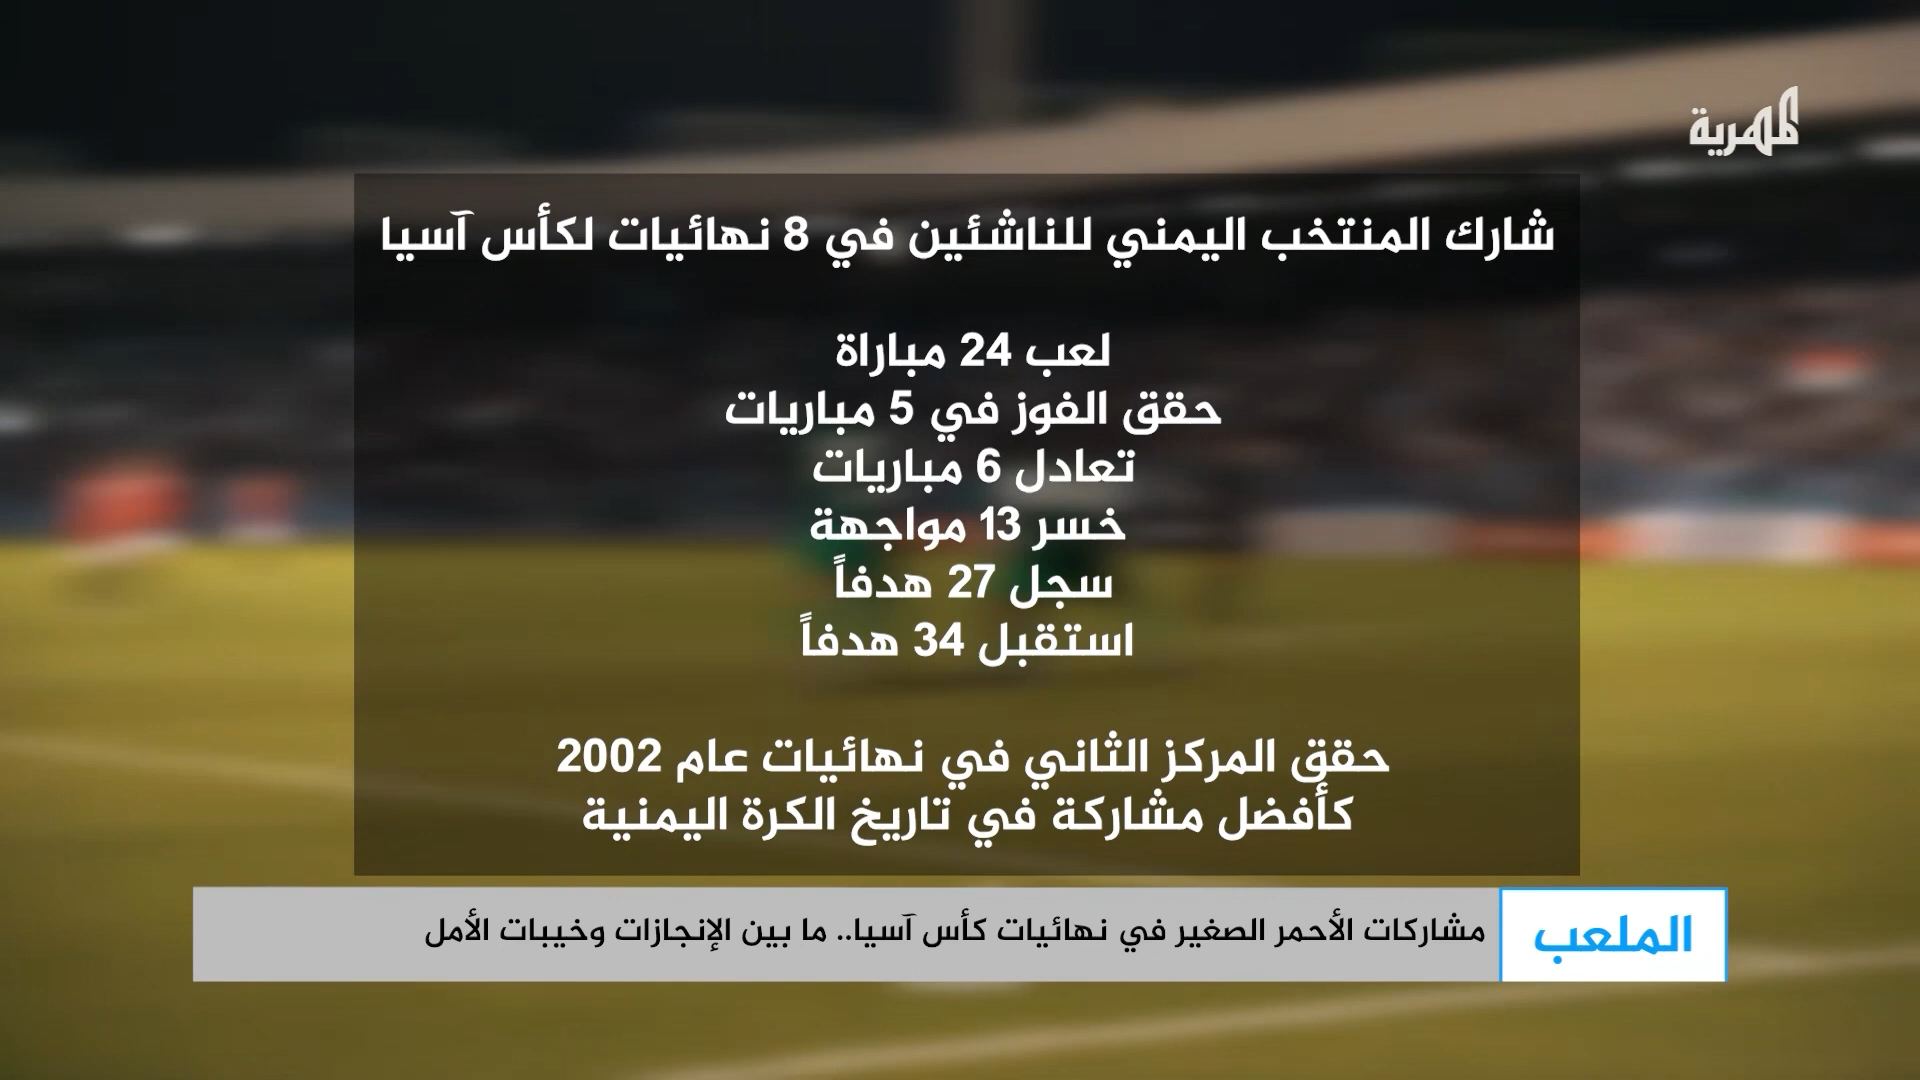 المهرية
شارك المنتخب اليمني للناشئين في 8 نهائيات لكأس آسيا
لعب 24 مباراة
حقق الفوز في 5 مباريات
تعادل 6 مباريات
خسر 13 مواجهة
سجل 27 هدفاً
استقبل 34 هدفاً
حقق المركز الثاني في نهائيات عام 2002
كأفضل مشاركة في تاريخ الكرة اليمنية
الملعب
مشاركات الأحمر الصغير في نهائيات كأس آسيا.. ما بين الإنجازات وخيبات الأمل